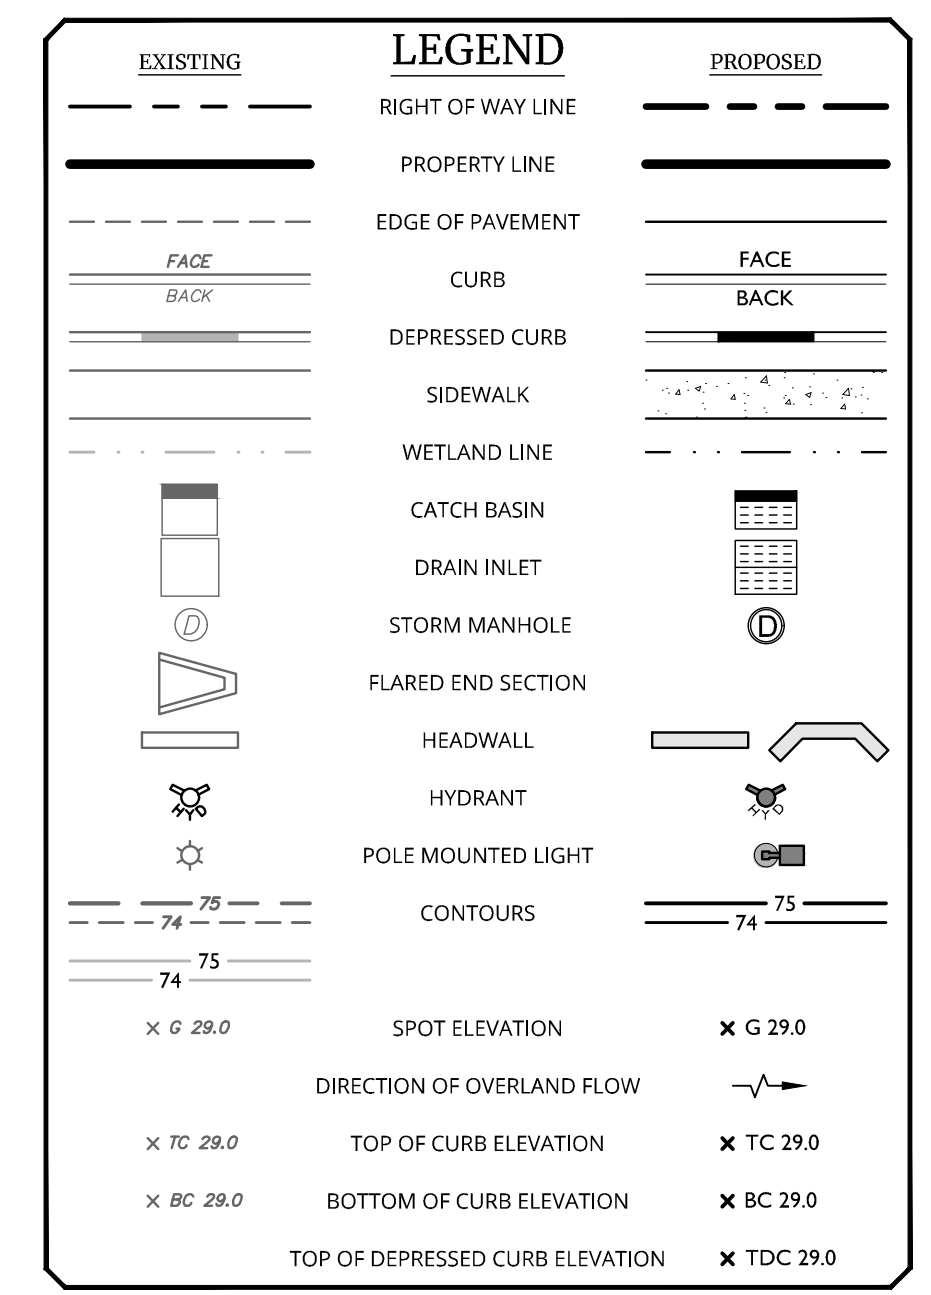 LEGEND
EXISTING PROPOSED
RIGHT OF WAY LINE
PROPERTY LINE
EDGE OF PAVEMENT
FACE FACE
CURB
BACK BACK
DEPRESSED CURB
SIDEWALK
WETLAND LINE
CATCH BASIN
DRAIN INLET
D STORM MANHOLE D
FLARED END SECTION
HEADWALL
HYDRANT
HYD HYD
POLE MOUNTED LIGHT
75 75
CONTOURS
74 74
75
74
G 29.0 SPOT ELEVATION G 29.0
DIRECTION OF OVERLAND FLOW
TC 29.0 TOP OF CURB ELEVATION TC 29.0
BC 29.0 BOTTOM OF CURB ELEVATION BC 29.0
TOP OF DEPRESSED CURB ELEVATION TDC 29.0